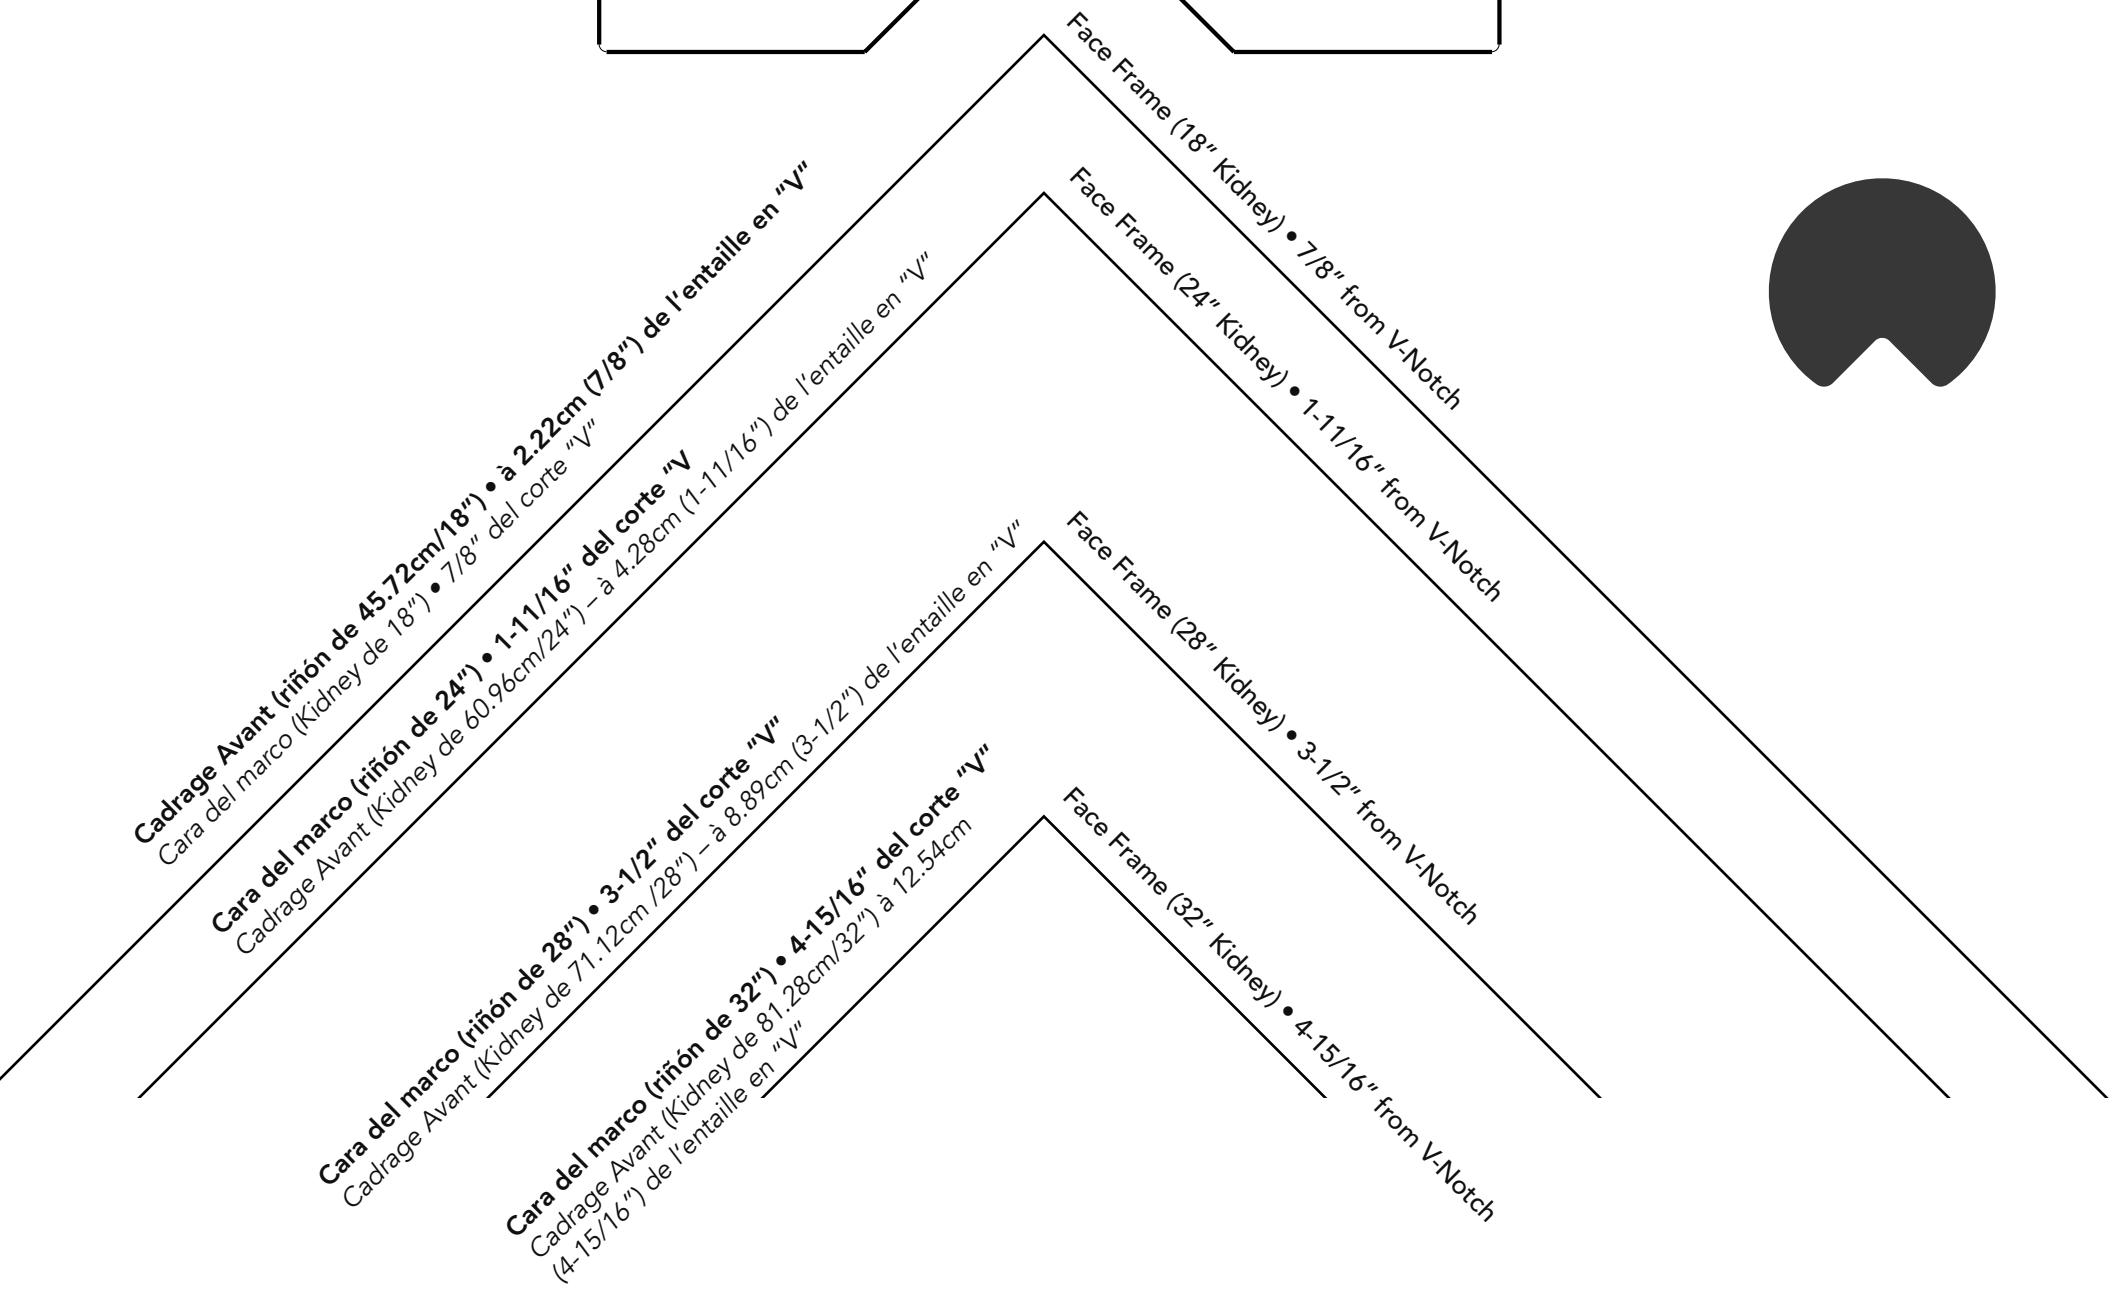 Face Frame (18" Kidney) • 7/8" from V-Notch
Cadrage Avant (riñón de 45.72cm/18") • à 2.22cm (7/8") de l'entaille en "V"
Cara del marco (Kidney de 18") • 7/8" del corte "V"
Face Frame (24" Kidney) • 1-11/16" from V-Notch
Cara del marco (riñón de 24") • 1-11/16" del corte "V
Cadrage Avant (Kidney de 60.96cm/24") – à 4.28cm (1-11/16") de l'entaille en "V"
Face Frame (28" Kidney) • 3-1/2" from V-Notch
Cara del marco (riñón de 28") • 3-1/2" del corte "V"
Cadrage Avant (Kidney de 71.12cm /28") – à 8.89cm (3-1/2") de l'entaille en "V"
Face Frame (32" Kidney) • 4-15/16" from V-Notch
Cara del marco (riñón de 32") • 4-15/16" del corte "V"
Cadrage Avant (Kidney de 81.28cm/32") à 12.54cm
(4-15/16") de l'entaille en "V"